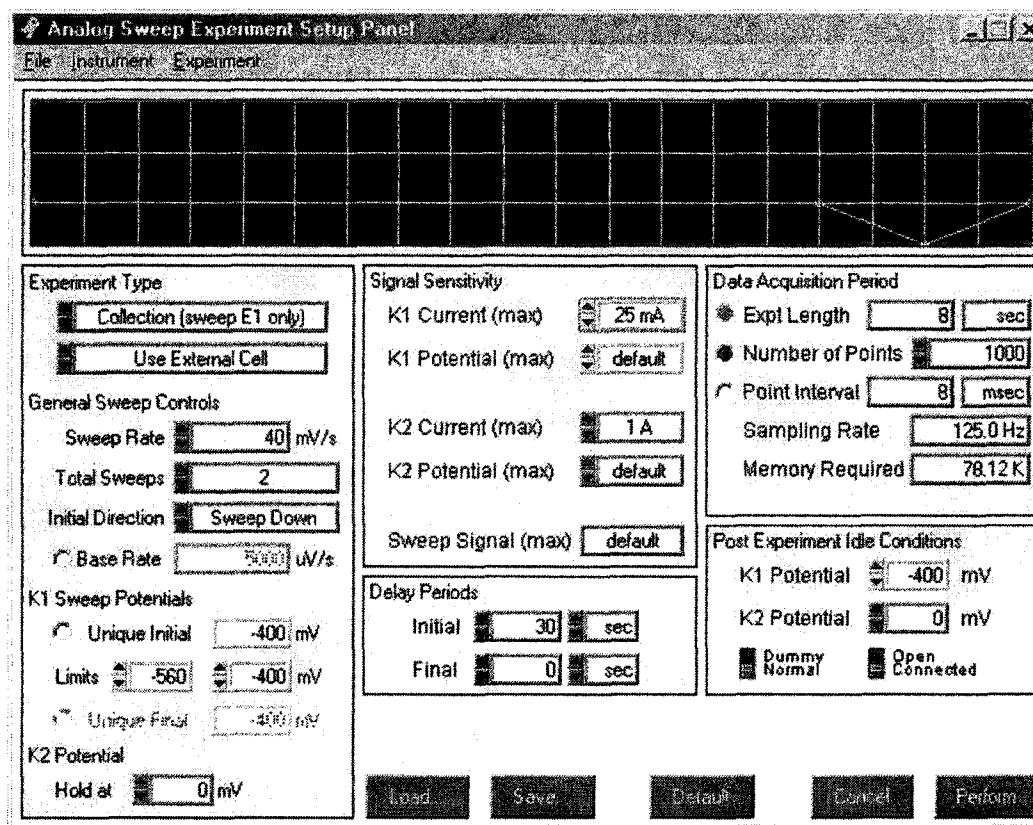 Analog Sweep Experiment Setup Panel
File Instrument Experiment
Experiment Type
Collection (sweep E1 only)
Use External Cell
General Sweep Controls
Sweep Rate 40 mV/s
Total Sweeps 2
Initial Direction Sweep Down
Base Rate 5000 uV/s
K1 Sweep Potentials
Unique Initial -400 mV
Limits -560 -400 mV
Unique Final -400 mV
K2 Potential
Hold at 0 mV
Signal Sensitivity
K1 Current (max) 25 mA
K1 Potential (max) default
K2 Current (max) 1 A
K2 Potential (max) default
Sweep Signal (max) default
Delay Periods
Initial 30 sec
Final 0 sec
Data Acquisition Period
Expt Length 8 sec
Number of Points 1000
Point Interval 8 msec
Sampling Rate 125.0 Hz
Memory Required 78.12 K
Post Experiment Idle Conditions
K1 Potential -400 mV
K2 Potential 0 mV
Dummy Open
Normal Connected
Load Save Default Cancel Perform